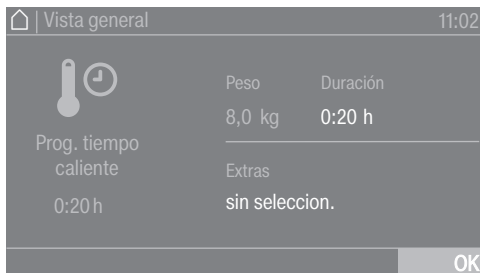 | Vista general
11:02
Prog. tiempo
caliente
0:20 h
Peso
Duración
8,0 kg
0:20 h
Extras
sin seleccion.
OK